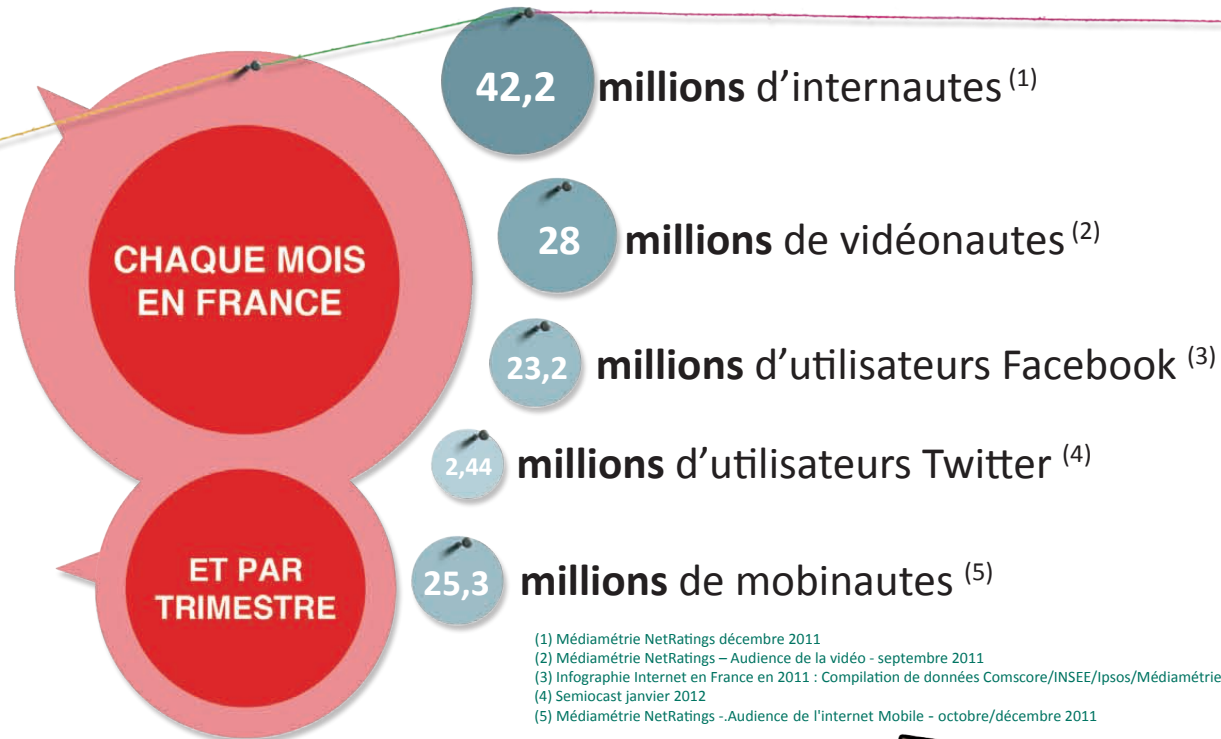 CHAQUE MOIS
EN FRANCE
42,2 millions d'internautes (1)
28 millions de vidéonautes (2)
23,2 millions d'utilisateurs Facebook (3)
2,44 millions d'utilisateurs Twitter (4)
ET PAR
TRIMESTRE
25,3 millions de mobinautes (5)
(1) Médiamétrie NetRatings décembre 2011
(2) Médiamétrie NetRatings – Audience de la vidéo - septembre 2011
(3) Infographie Internet en France en 2011 : Compilation de données Comscore/INSEE/Ipsos/Médiamétrie
(4) Semiocast janvier 2012
(5) Médiamétrie NetRatings -.Audience de l'internet Mobile - octobre/décembre 2011